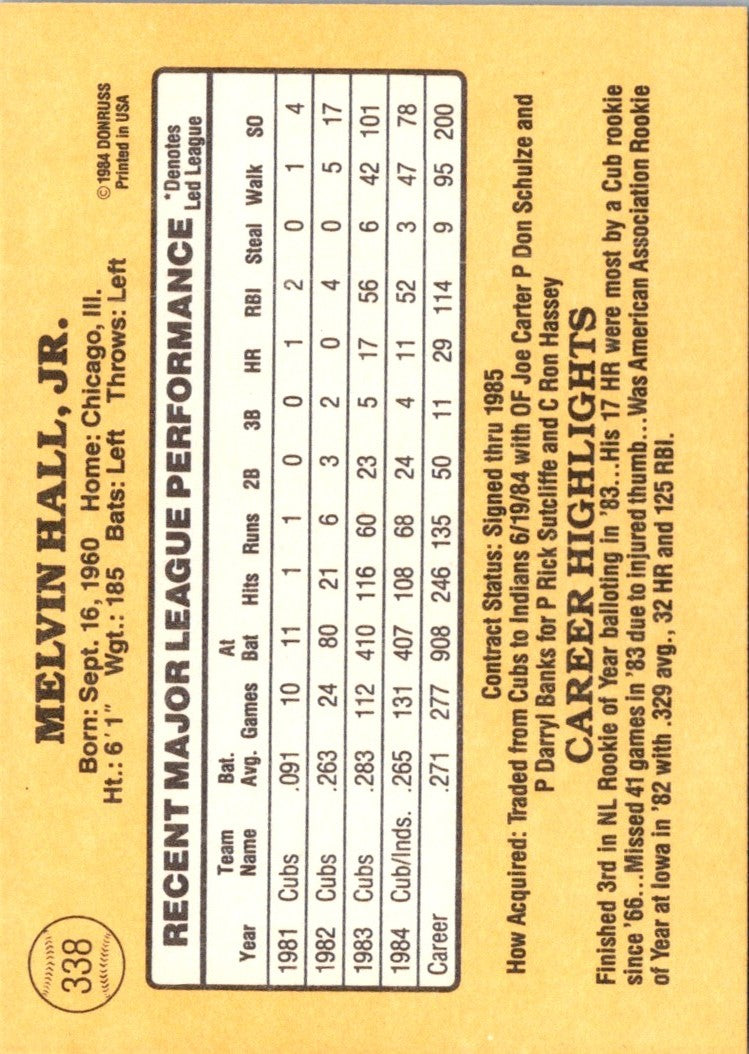 338
MELVIN HALL, JR.
Born: Sept. 16, 1960 Home: Chicago, Ill.
Ht.: 6'1" Wgt.: 185 Bats: Left Throws: Left
© 1984 DONRUSS
Printed in USA
RECENT MAJOR LEAGUE PERFORMANCE *Denotes Led League
Year Team Name Bat. Avg. Games At Bat Hits Runs 2B 3B HR RBI Steal Walk SO
1981 Cubs .091 10 11 1 1 0 0 1 2 0 1 4
1982 Cubs .263 24 80 21 6 3 2 0 4 0 5 17
1983 Cubs .283 112 410 116 60 23 5 17 56 6 42 101
1984 Cub/Inds. .265 131 407 108 68 24 4 11 52 3 47 78
Career .271 277 908 246 135 50 11 29 114 9 95 200
Contract Status: Signed thru 1985
How Acquired: Traded from Cubs to Indians 6/19/84 with OF Joe Carter P Don Schulze and
P Darryl Banks for P Rick Sutcliffe and C Ron Hassey
CAREER HIGHLIGHTS
Finished 3rd in NL Rookie of Year balloting in '83...His 17 HR were most by a Cub rookie
since '66...Missed 41 games in '83 due to injured thumb...Was American Association Rookie
of Year at Iowa in '82 with .329 avg., 32 HR and 125 RBI.